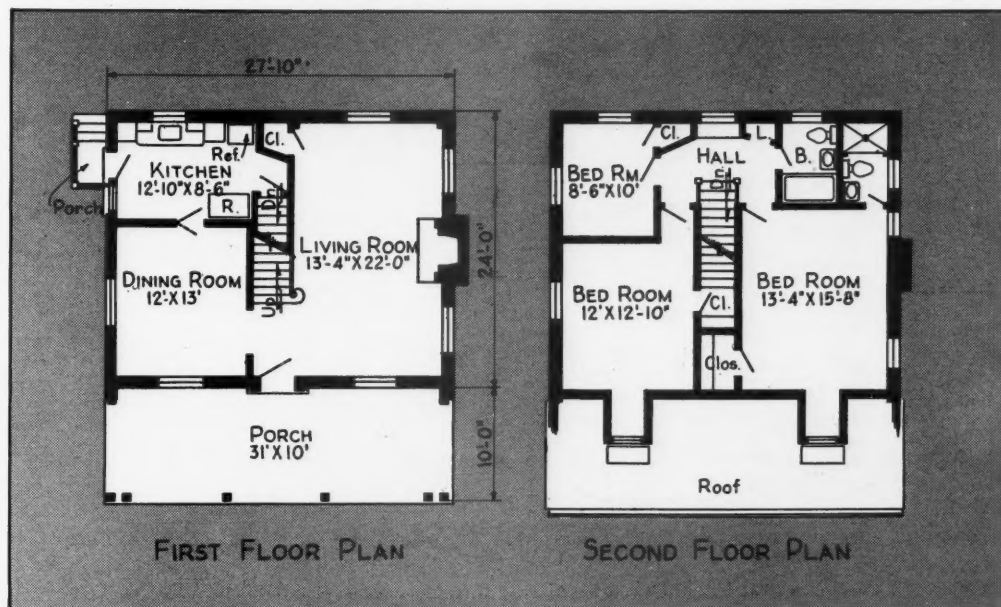 27'-10"
Cl.
Ref.
KITCHEN
12'-10"X8'-6"
Porch
R.
Dn.
LIVING ROOM
13'-4"X22'-0"
DINING ROOM
12'X13'
Up
24'-0"
PORCH
31'X10'
10'-0"
FIRST FLOOR PLAN
Cl.
L.
B.
HALL
BED RM
8'-6"X10'
Dn.
BED ROOM
12'X12'-10"
BED ROOM
13'-4"X15'-8"
Cl.
Clos.
Roof
SECOND FLOOR PLAN